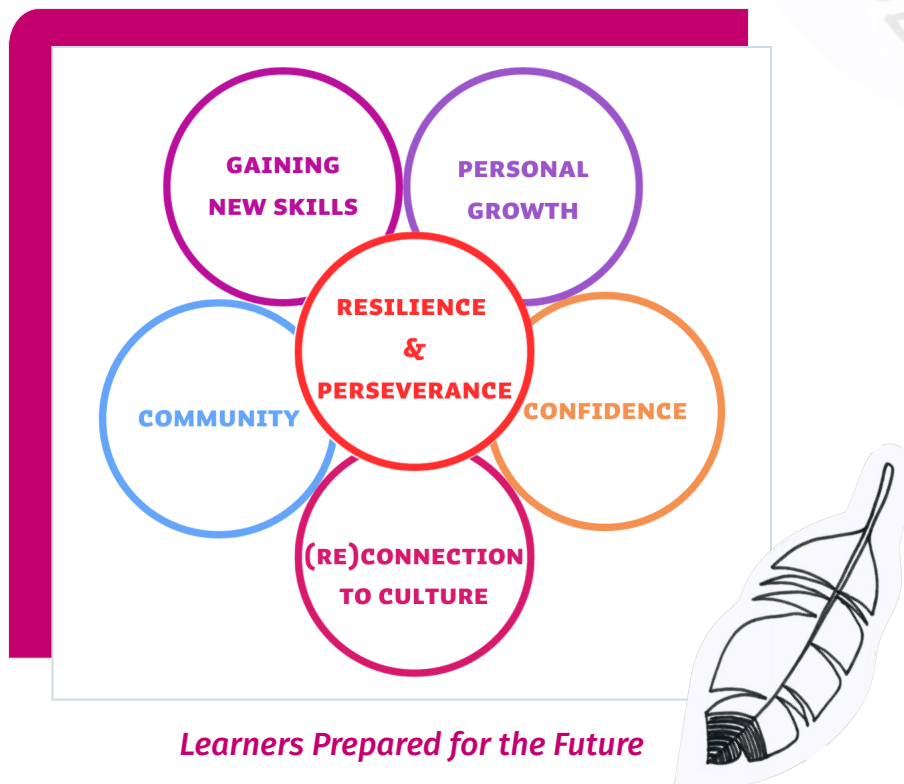 GAINING
NEW SKILLS
PERSONAL
GROWTH
RESILIENCE
&
PERSEVERANCE
COMMUNITY
CONFIDENCE
(RE)CONNECTION
TO CULTURE
Learners Prepared for the Future